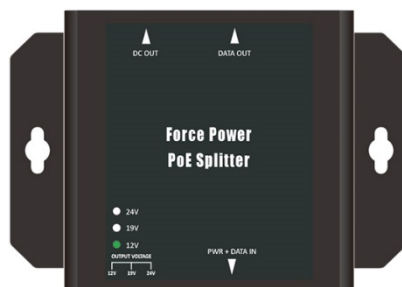 DC OUT
DATA OUT
Force Power
PoE Splitter
24V
19V
12V
OUTPUT VOLTAGE
12V 19V 24V
PWR + DATA IN